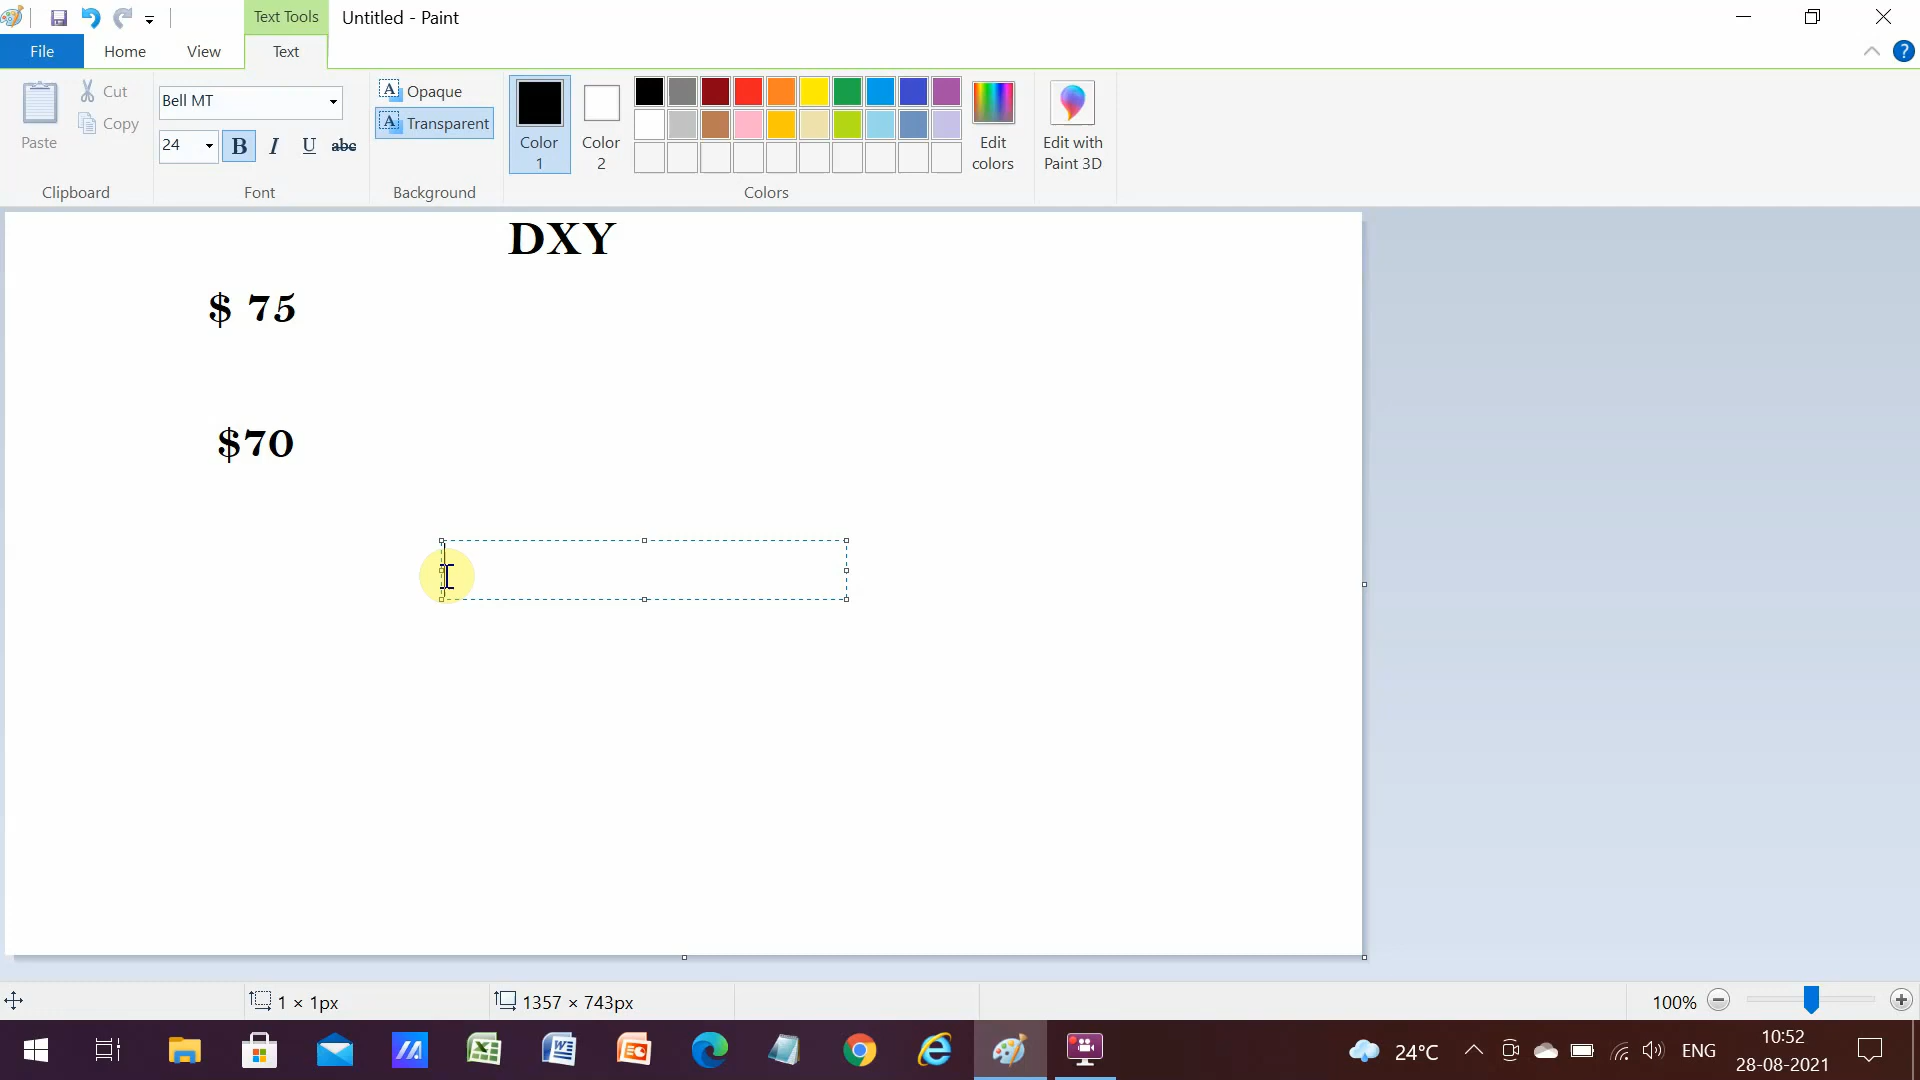 Text Tools
Untitled - Paint
File
Home
View
Text
Paste
Cut
Copy
Clipboard
Bell MT
24
B I U abc
Font
A Opaque
A Transparent
Background
Color 1
Color 2
Edit colors
Edit with Paint 3D
Colors
DXY
$ 75
$70
1 × 1px
1357 × 743px
100%
24°C
ENG
10:52
28-08-2021